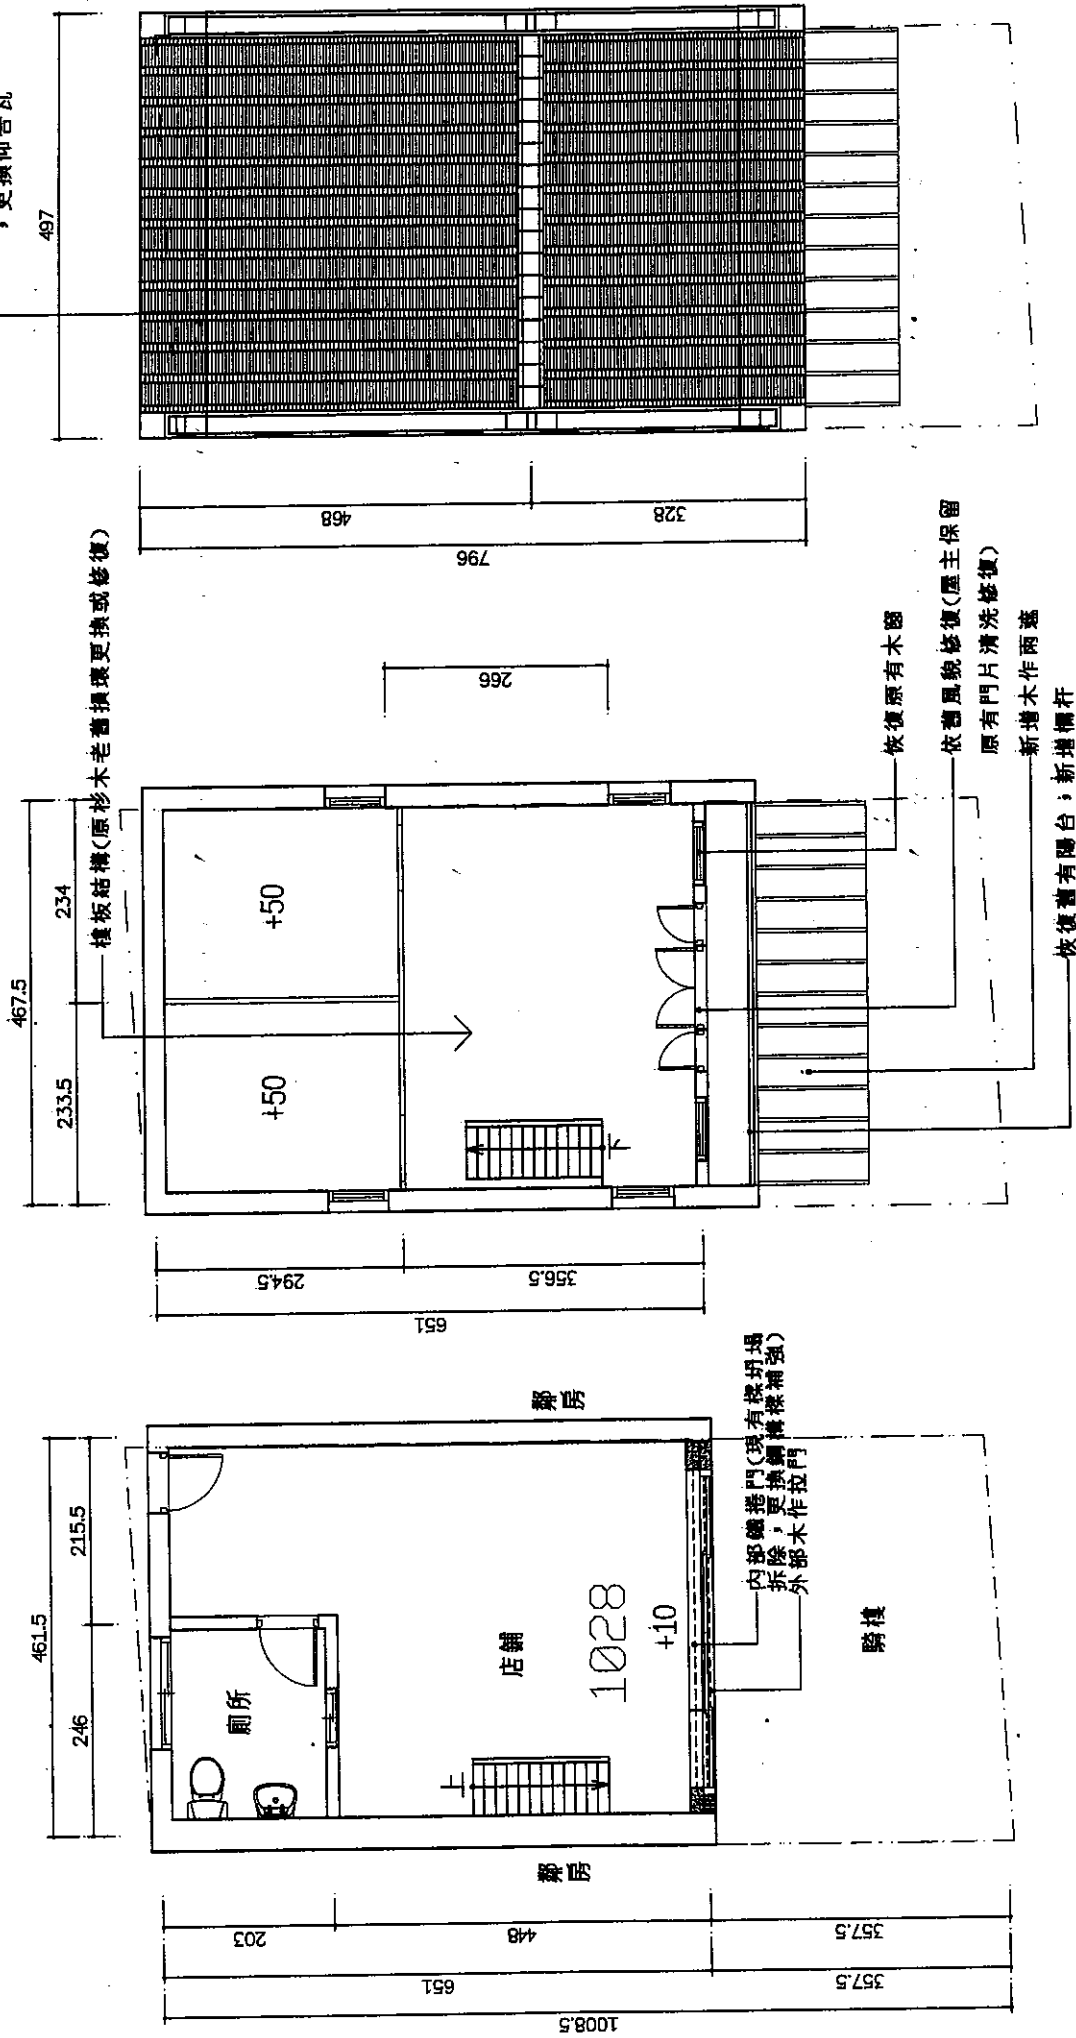 ，更換仰合瓦
497
468
328
796
樓板結構(原杉木老舊損壞更換或修復)
467.5
234
233.5
+50
+50
266
294.5
356.5
651
下
恢復原有木窗
依舊風貌修復(屋主保留
原有門片清洗修復)
新增木作雨遮
恢復舊有陽台，新增欄杆
461.5
215.5
246
鄰房
鄰房
廁所
店鋪
1028
+10
上
騎樓
內部鐵捲門(現有樑坍塌
拆除，更換鋼構樑補強)
外部木作拉門
203
448
357.5
651
357.5
1008.5